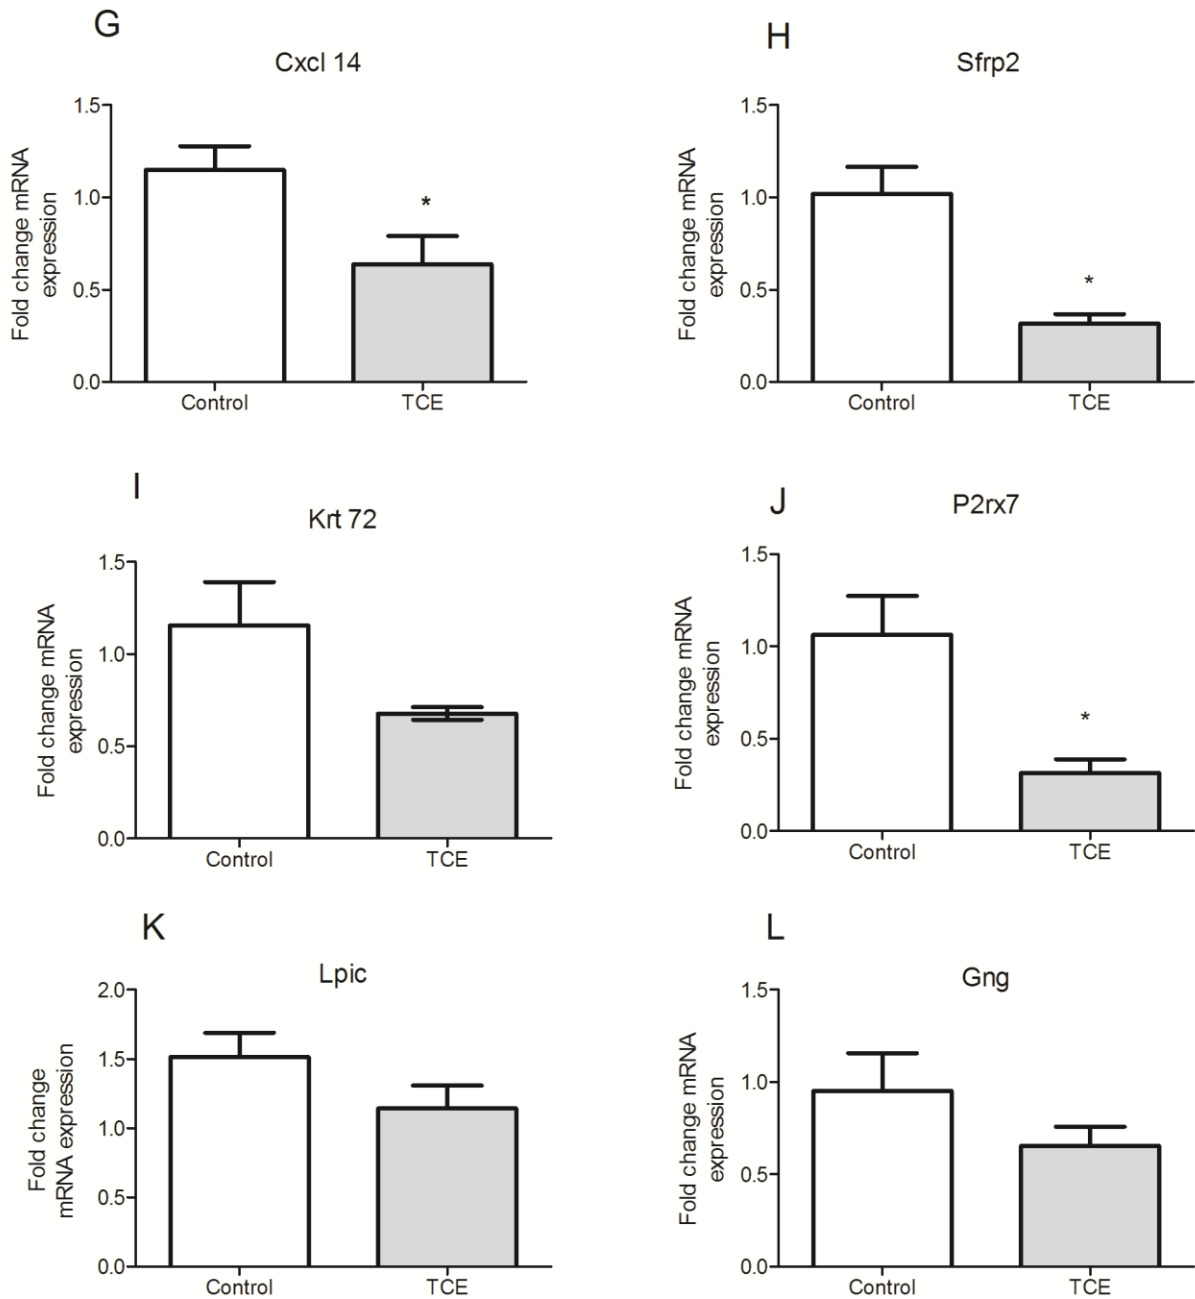 G
Cxcl 14
Fold change mRNA
expression
1.5
1.0
0.5
0.0
*
Control
TCE
H
Sfrp2
Fold change mRNA
expression
1.5
1.0
0.5
0.0
*
Control
TCE
I
Krt 72
Fold change mRNA
expression
1.5
1.0
0.5
0.0
Control
TCE
J
P2rx7
Fold change mRNA
expression
1.5
1.0
0.5
0.0
*
Control
TCE
K
Lpic
Fold change
mRNA expression
2.0
1.5
1.0
0.5
0.0
Control
TCE
L
Gng
Fold change mRNA
expression
1.5
1.0
0.5
0.0
Control
TCE